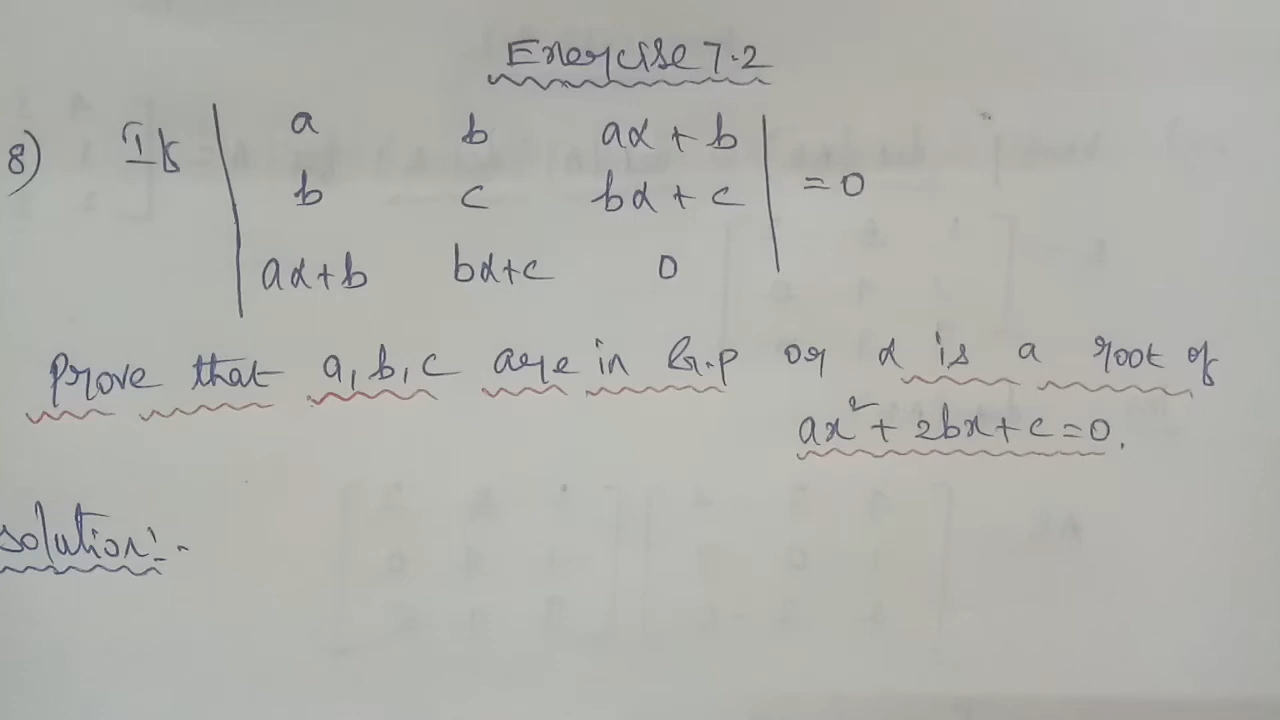 Exercise 7.2
8) If | a b aα + b |
| b c bα + c | = 0
| aα+b bα+c 0 |
Prove that a, b, c are in G.P or α is a root of
ax² + 2bx + c = 0.
Solution:-